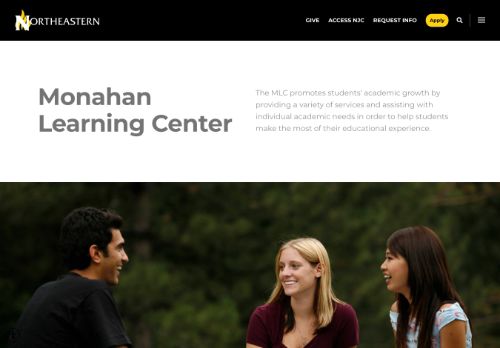 NORTHEASTERN
GIVE ACCESS NJC REQUEST INFO Apply
Monahan
Learning Center
The MLC promotes students' academic growth by
providing a variety of services and assisting with
individual academic needs in order to help students
make the most of their educational experience.